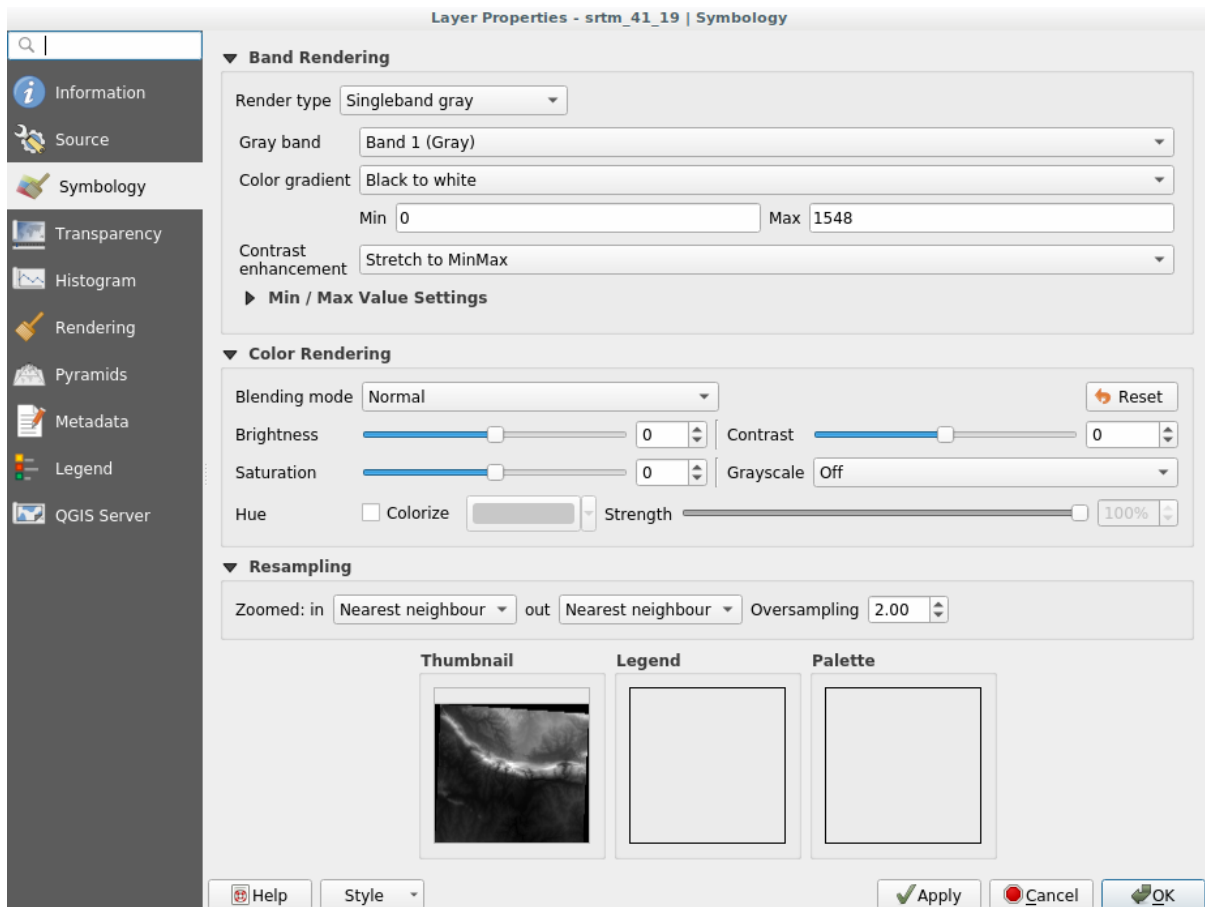 Layer Properties - srtm_41_19 | Symbology
Information
Source
Symbology
Transparency
Histogram
Rendering
Pyramids
Metadata
Legend
QGIS Server
Band Rendering
Render type Singleband gray
Gray band Band 1 (Gray)
Color gradient Black to white
Min 0 Max 1548
Contrast
enhancement Stretch to MinMax
Min / Max Value Settings
Color Rendering
Blending mode Normal Reset
Brightness 0 Contrast 0
Saturation 0 Grayscale Off
Hue Colorize Strength 100%
Resampling
Zoomed: in Nearest neighbour out Nearest neighbour Oversampling 2.00
Thumbnail Legend Palette
Help Style Apply Cancel OK